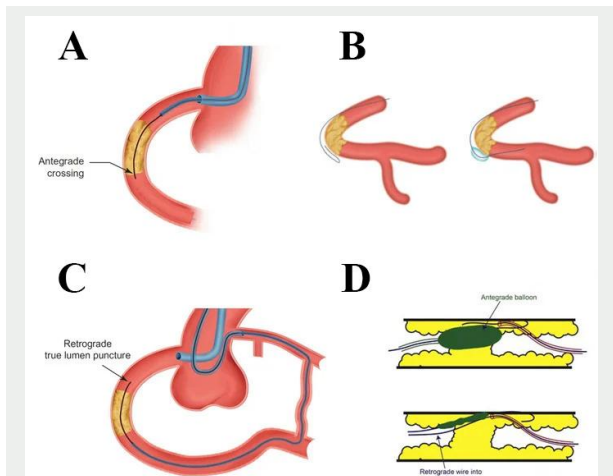 A
B
Antegrade
crossing
C
D
Retrograde
true lumen puncture
Antegrade balloon
Retrograde wire into